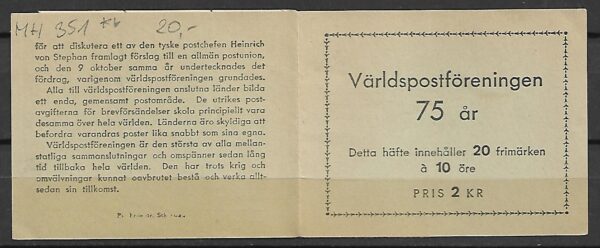 MH 351 ** 20,-
för att diskutera ett av den tyske postchefen Heinrich
von Stephan framlagt förslag till en allmän postunion,
och den 9 oktober samma år undertecknades det
fördrag, varigenom världspostföreningen grundades.
Alla till världspostföreningen anslutna länder bilda
ett enda, gemensamt postområde. De utrikes post-
avgifterna för brevförsändelser skola principiellt vara
desamma över hela världen. Länderna äro skyldiga att
befordra varandras poster lika snabbt som sina egna.
Världspostföreningen är den största av alla mellan-
statliga sammanslutningar och omspänner sedan lång
tid tillbaka hela världen. Den har trots krig och
omvälvningar kunnat oavbrutet bestå och verka allt-
sedan sin tillkomst.
Världspostföreningen
75 år
Detta häfte innehåller 20 frimärken
à 10 öre
PRIS 2 KR